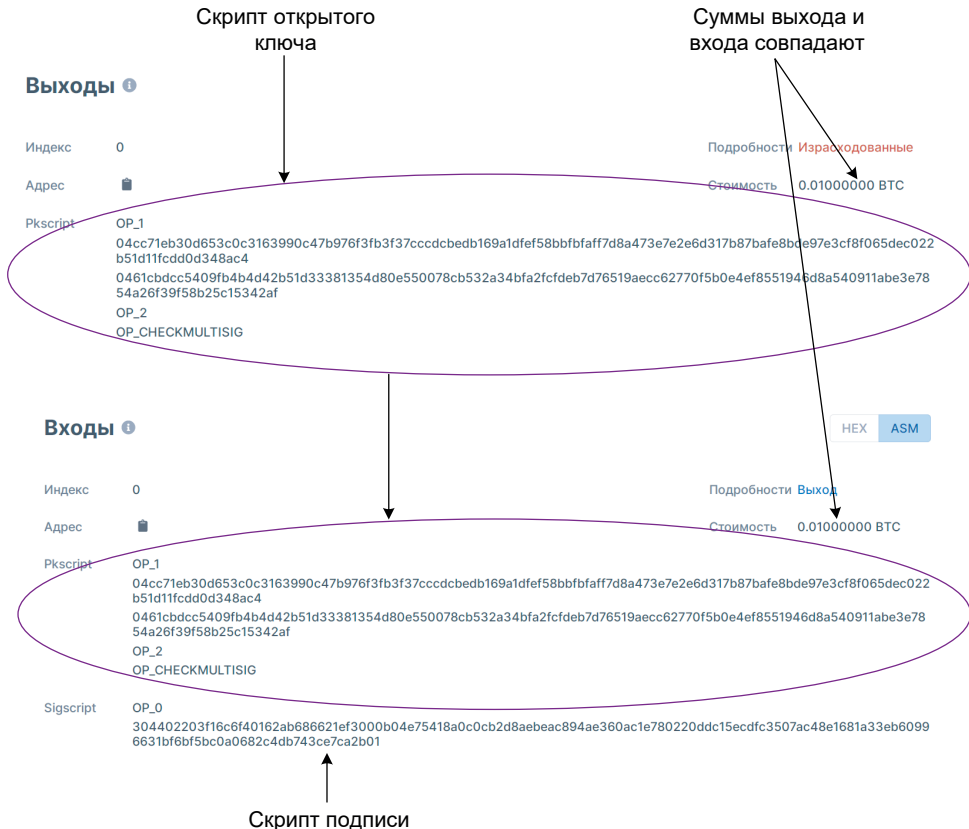 Скрипт открытого
ключа
Суммы выхода и
входа совпадают
Выходы
Индекс 0 Подробности Израсходованные
Адрес Стоимость 0.01000000 BTC
Pkscript OP_1
04cc71eb30d653c0c3163990c47b976f3fb3f37cccdcbedb169a1dfef58bbfbfaff7d8a473e7e2e6d317b87bafe8bde97e3cf8f065dec022
b51d11fcdd0d348ac4
0461cbdcc5409fb4b4d42b51d33381354d80e550078cb532a34bfa2fcfdeb7d76519aecc62770f5b0e4ef8551946d8a540911abe3e78
54a26f39f58b25c15342af
OP_2
OP_CHECKMULTISIG
Входы
HEX ASM
Индекс 0 Подробности Выход
Адрес Стоимость 0.01000000 BTC
Pkscript OP_1
04cc71eb30d653c0c3163990c47b976f3fb3f37cccdcbedb169a1dfef58bbfbfaff7d8a473e7e2e6d317b87bafe8bde97e3cf8f065dec022
b51d11fcdd0d348ac4
0461cbdcc5409fb4b4d42b51d33381354d80e550078cb532a34bfa2fcfdeb7d76519aecc62770f5b0e4ef8551946d8a540911abe3e78
54a26f39f58b25c15342af
OP_2
OP_CHECKMULTISIG
Sigscript OP_0
304402203f16c6f40162ab686621ef3000b04e75418a0c0cb2d8aebeac894ae360ac1e780220ddc15ecdfc3507ac48e1681a33eb6099
6631bf6bf5bc0a0682c4db743ce7ca2b01
Скрипт подписи